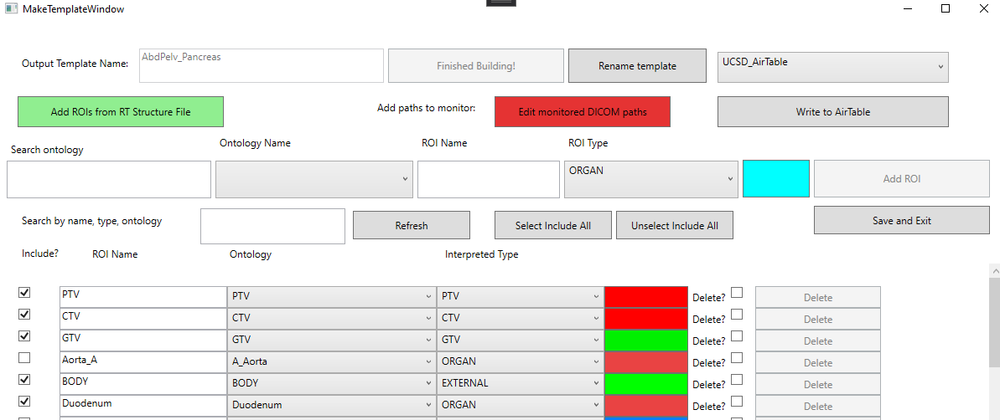 MakeTemplateWindow
Output Template Name: AbdPelv_Pancreas Finished Building! Rename template UCSD_AirTable
Add ROIs from RT Structure File Add paths to monitor: Edit monitored DICOM paths Write to AirTable
Search ontology Ontology Name ROI Name ROI Type
ORGAN Add ROI
Search by name, type, ontology Refresh Select Include All Unselect Include All Save and Exit
Include? ROI Name Ontology Interpreted Type
PTV PTV PTV Delete? Delete
CTV CTV CTV Delete? Delete
GTV GTV GTV Delete? Delete
Aorta_A A_Aorta ORGAN Delete? Delete
BODY BODY EXTERNAL Delete? Delete
Duodenum Duodenum ORGAN Delete? Delete